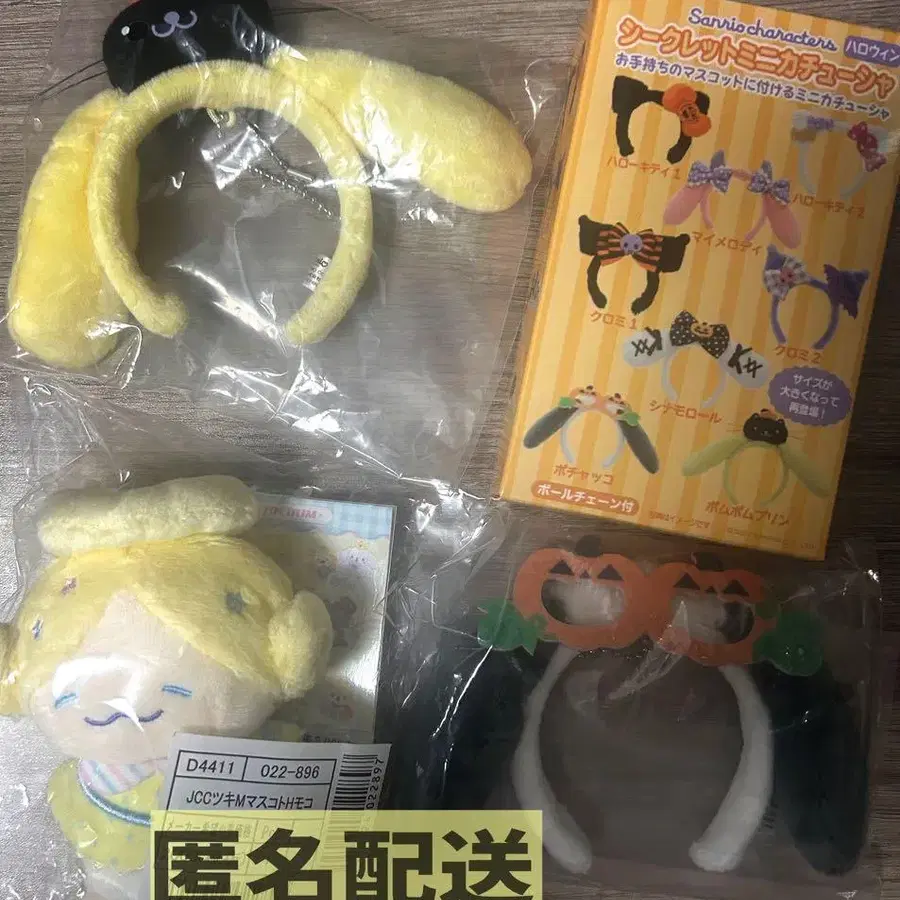 Sanrio characters
ハロウィン
シークレットミニカチューシャ
お手持ちのマスコットに付けるミニカチューシャ
ハローキティ1
ハローキティ2
マイメロディ
クロミ1
クロミ2
シナモロール
サイズが
大きくなって
再登場!
ポチャッコ
ポムポムプリン
ボールチェーン付
D4411
022-896
JCCツキMマスコトHモコ
022897
匿名配送